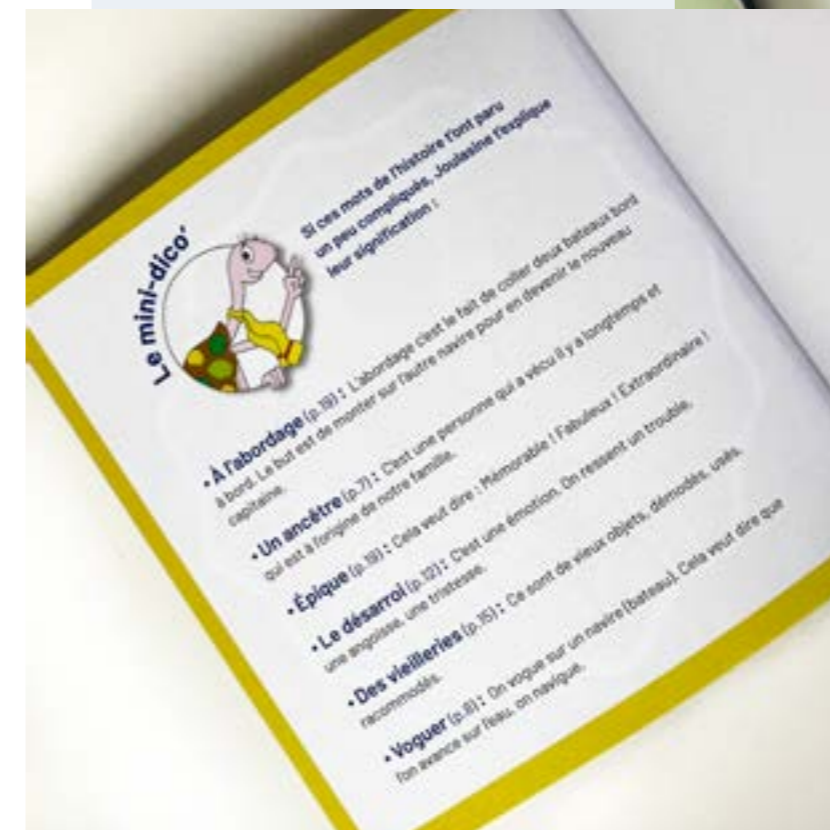 Le mini-dico'
Si ces mots de l'histoire t'ont paru
un peu compliqués, Joulasine t'explique
leur signification :
• À l'abordage (p.19) : L'abordage c'est le fait de coller deux bateaux bord
à bord. Le but est de monter sur l'autre navire pour en devenir le nouveau
capitaine.
• Un ancêtre (p.7) : C'est une personne qui a vécu il y a longtemps et
qui est à l'origine de notre famille.
• Épique (p.19) : Cela veut dire : Mémorable ! Fabuleux ! Extraordinaire !
• Le désarroi (p.12) : C'est une émotion. On ressent un trouble,
une angoisse, une tristesse.
• Des vieilleries (p.15) : Ce sont de vieux objets, démodés, usés,
racommodés.
• Voguer (p.8) : On vogue sur un navire (bateau). Cela veut dire que
l'on avance sur l'eau, on navigue.